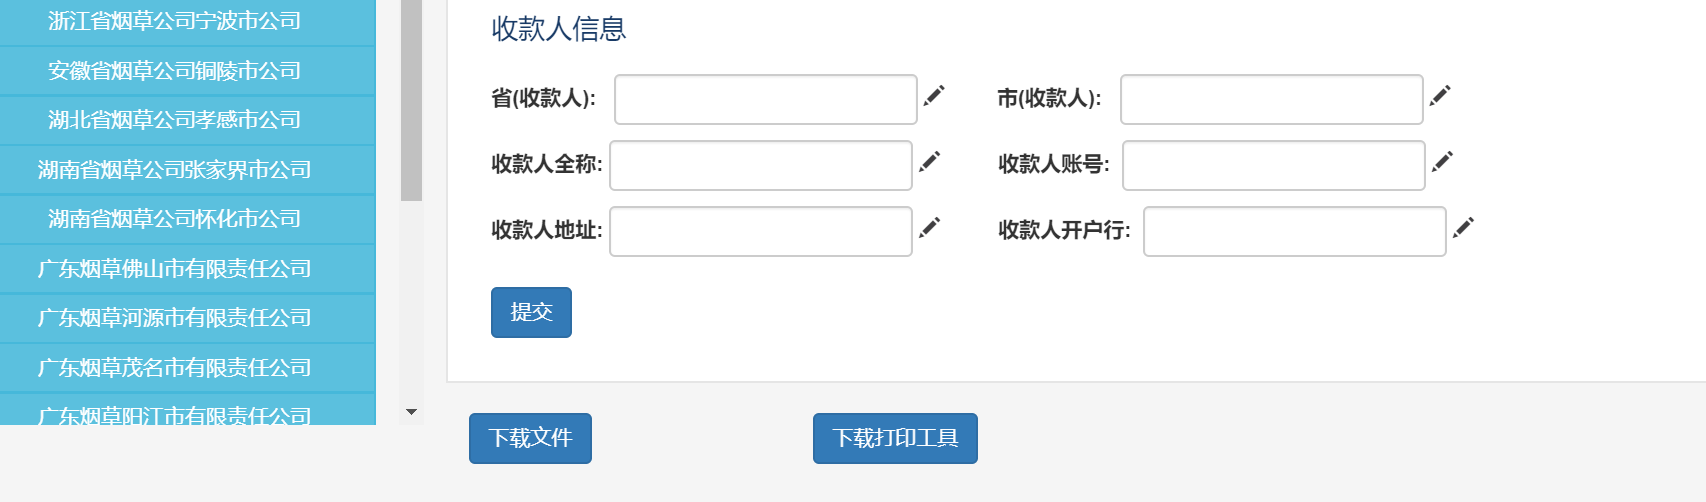 浙江省烟草公司宁波市公司
安徽省烟草公司铜陵市公司
湖北省烟草公司孝感市公司
湖南省烟草公司张家界市公司
湖南省烟草公司怀化市公司
广东烟草佛山市有限责任公司
广东烟草河源市有限责任公司
广东烟草茂名市有限责任公司
广东烟草阳江市有限责任公司
收款人信息
省(收款人): 市(收款人):
收款人全称: 收款人账号:
收款人地址: 收款人开户行:
提交
下载文件 下载打印工具